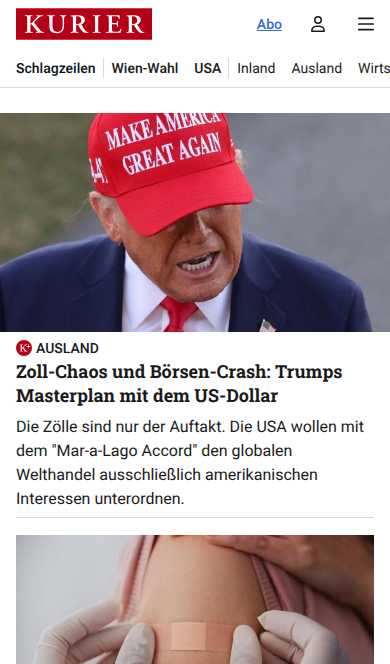 KURIER
Abo
Schlagzeilen
Wien-Wahl
USA
Inland
Ausland
Wirts
MAKE AMERICA
GREAT AGAIN
K+ AUSLAND
Zoll-Chaos und Börsen-Crash: Trumps
Masterplan mit dem US-Dollar
Die Zölle sind nur der Auftakt. Die USA wollen mit
dem "Mar-a-Lago Accord" den globalen
Welthandel ausschließlich amerikanischen
Interessen unterordnen.